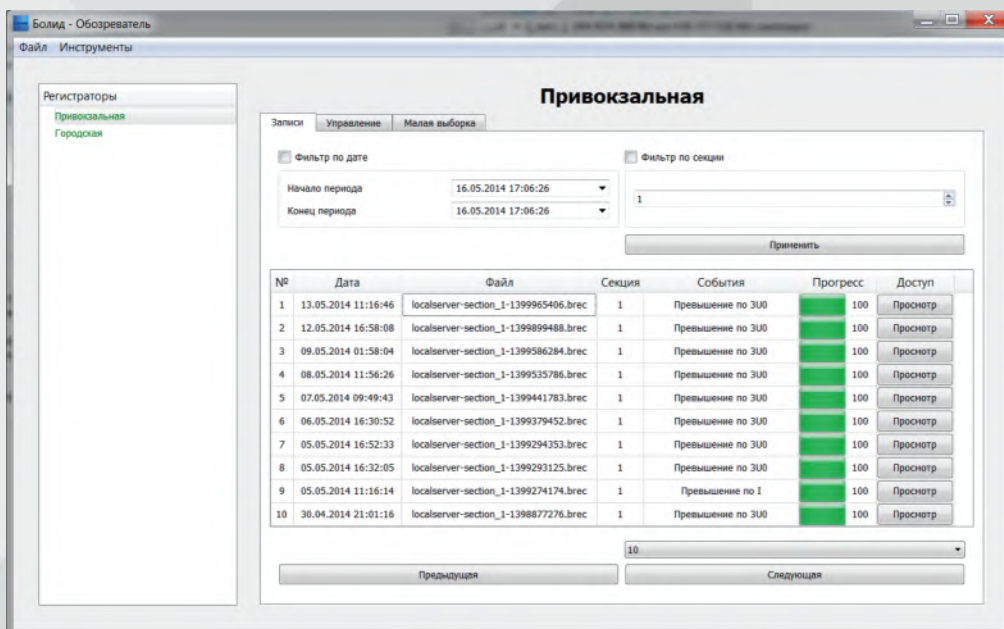 Болид - Обозреватель
Файл Инструменты
Регистраторы
Привокзальная
Городская
Привокзальная
Записи Управление Малая выборка
Фильтр по дате Фильтр по секции
Начало периода 16.05.2014 17:06:26
1
Конец периода 16.05.2014 17:06:26
Применить
№ Дата Файл Секция События Прогресс Доступ
1 13.05.2014 11:16:46 localserver-section_1-1399965406.brec 1 Превышение по 3U0 100 Просмотр
2 12.05.2014 16:58:08 localserver-section_1-1399899488.brec 1 Превышение по 3U0 100 Просмотр
3 09.05.2014 01:58:04 localserver-section_1-1399586284.brec 1 Превышение по 3U0 100 Просмотр
4 08.05.2014 11:56:26 localserver-section_1-1399535786.brec 1 Превышение по 3U0 100 Просмотр
5 07.05.2014 09:49:43 localserver-section_1-1399441783.brec 1 Превышение по 3U0 100 Просмотр
6 06.05.2014 16:30:52 localserver-section_1-1399379452.brec 1 Превышение по 3U0 100 Просмотр
7 05.05.2014 16:52:33 localserver-section_1-1399294353.brec 1 Превышение по 3U0 100 Просмотр
8 05.05.2014 16:32:05 localserver-section_1-1399293125.brec 1 Превышение по 3U0 100 Просмотр
9 05.05.2014 11:16:14 localserver-section_1-1399274174.brec 1 Превышение по I 100 Просмотр
10 30.04.2014 21:01:16 localserver-section_1-1398877276.brec 1 Превышение по 3U0 100 Просмотр
10
Предыдущая Следующая